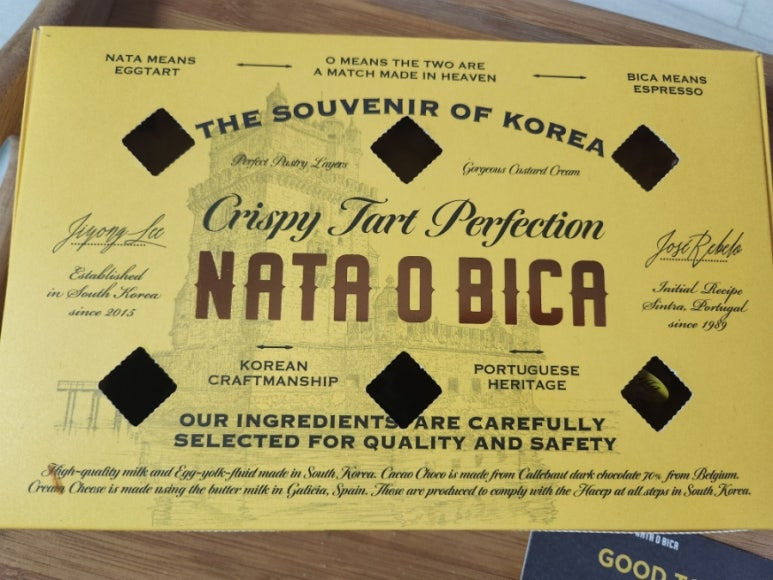 NATA MEANS
EGGTART
O MEANS THE TWO ARE
A MATCH MADE IN HEAVEN
BICA MEANS
ESPRESSO
THE SOUVENIR OF KOREA
Perfect Pastry Layers
Gorgeous Custard Cream
Crispy Tart Perfection
Jiyong Lee
José Rebelo
NATA O BICA
Established
in South Korea
since 2015
Initial Recipe
Sintra, Portugal
since 1989
KOREAN
CRAFTMANSHIP
PORTUGUESE
HERITAGE
OUR INGREDIENTS ARE CAREFULLY
SELECTED FOR QUALITY AND SAFETY
High-quality milk and Egg-yolk-fluid made in South Korea. Cacao Choco is made from Callebaut dark chocolate 70% from Belgium.
Cream Cheese is made using the butter milk in Galicia, Spain. These are produced to comply with the Haccp at all steps in South Korea.
NATA O BICA
GOOD